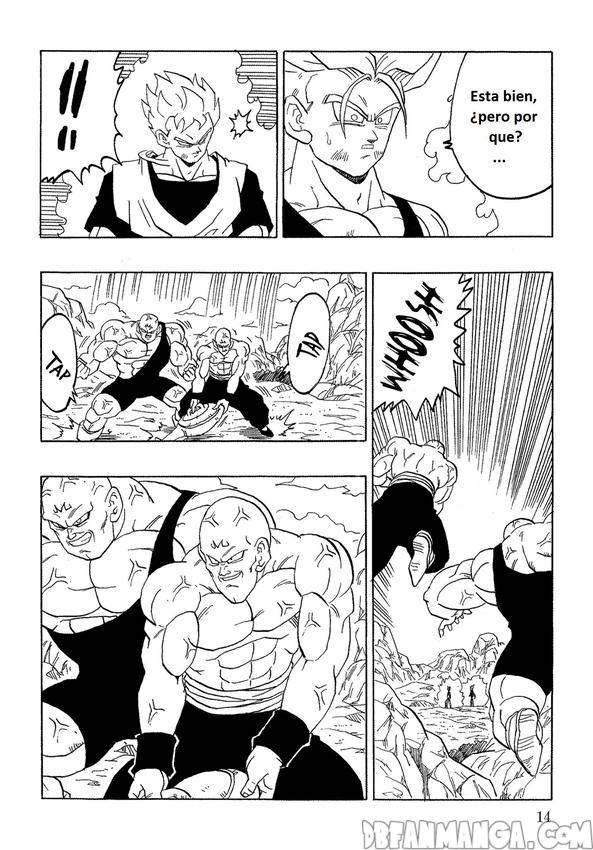 Esta bien,
¿pero por
que?
...
WHOOSH
TAP
TAP
14
DBFANMANGA.COM